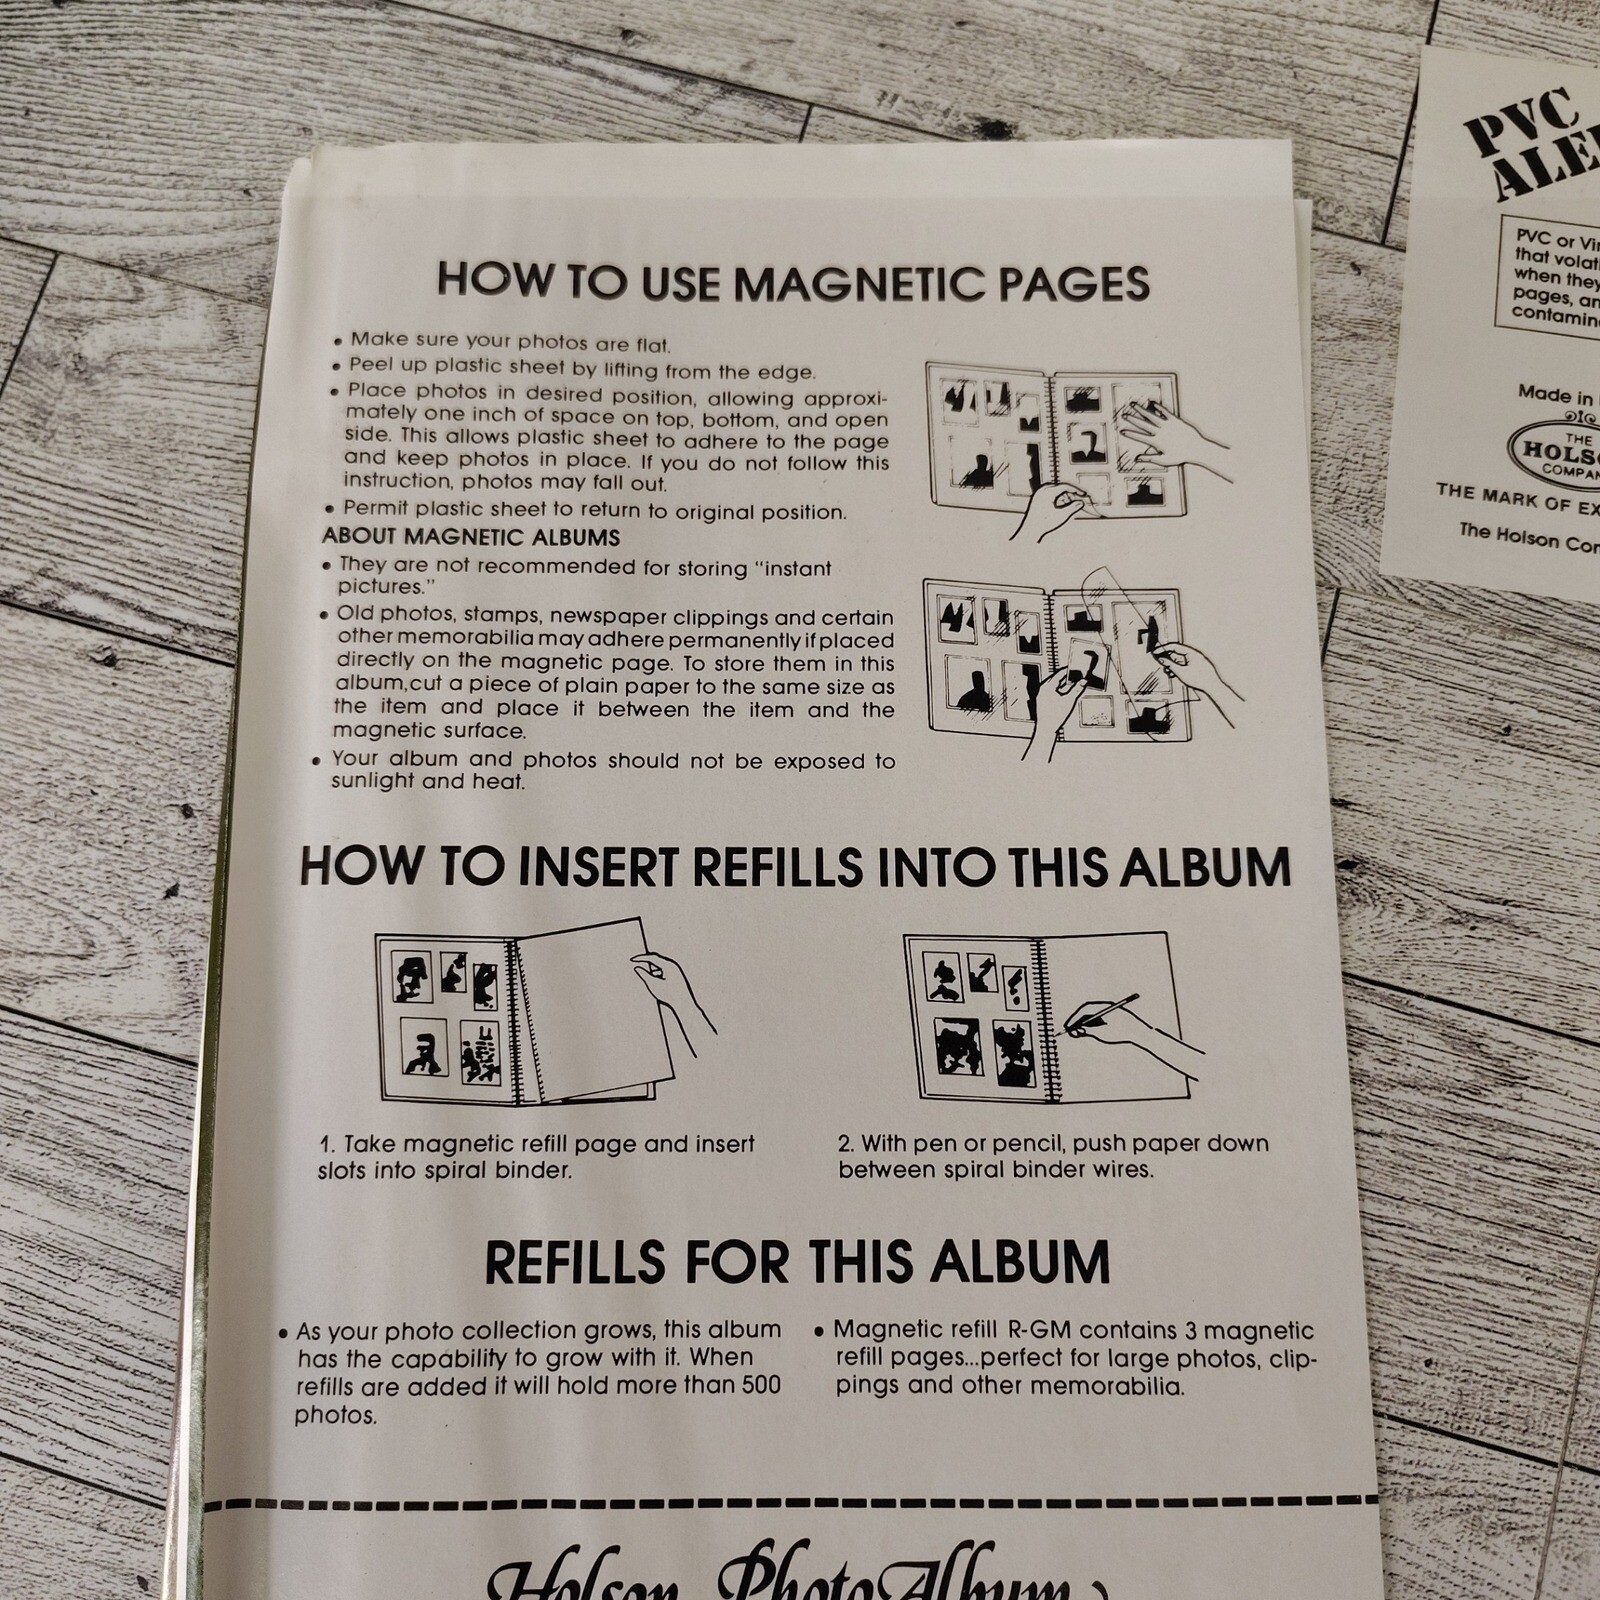 HOW TO USE MAGNETIC PAGES
• Make sure your photos are flat.
• Peel up plastic sheet by lifting from the edge.
• Place photos in desired position, allowing approxi-
mately one inch of space on top, bottom, and open
side. This allows plastic sheet to adhere to the page
and keep photos in place. If you do not follow this
instruction, photos may fall out.
• Permit plastic sheet to return to original position.
ABOUT MAGNETIC ALBUMS
• They are not recommended for storing "instant
pictures."
• Old photos, stamps, newspaper clippings and certain
other memorabilia may adhere permanently if placed
directly on the magnetic page. To store them in this
album,cut a piece of plain paper to the same size as
the item and place it between the item and the
magnetic surface.
• Your album and photos should not be exposed to
sunlight and heat.
HOW TO INSERT REFILLS INTO THIS ALBUM
1. Take magnetic refill page and insert
slots into spiral binder.
2. With pen or pencil, push paper down
between spiral binder wires.
REFILLS FOR THIS ALBUM
• As your photo collection grows, this album
has the capability to grow with it. When
refills are added it will hold more than 500
photos.
• Magnetic refill R-GM contains 3 magnetic
refill pages...perfect for large photos, clip-
pings and other memorabilia.
Holson PhotoAlbum
PVC
PVC or
that
when they
pages,
Made in
THE
COMPAN
THE MARK OF
The Holson